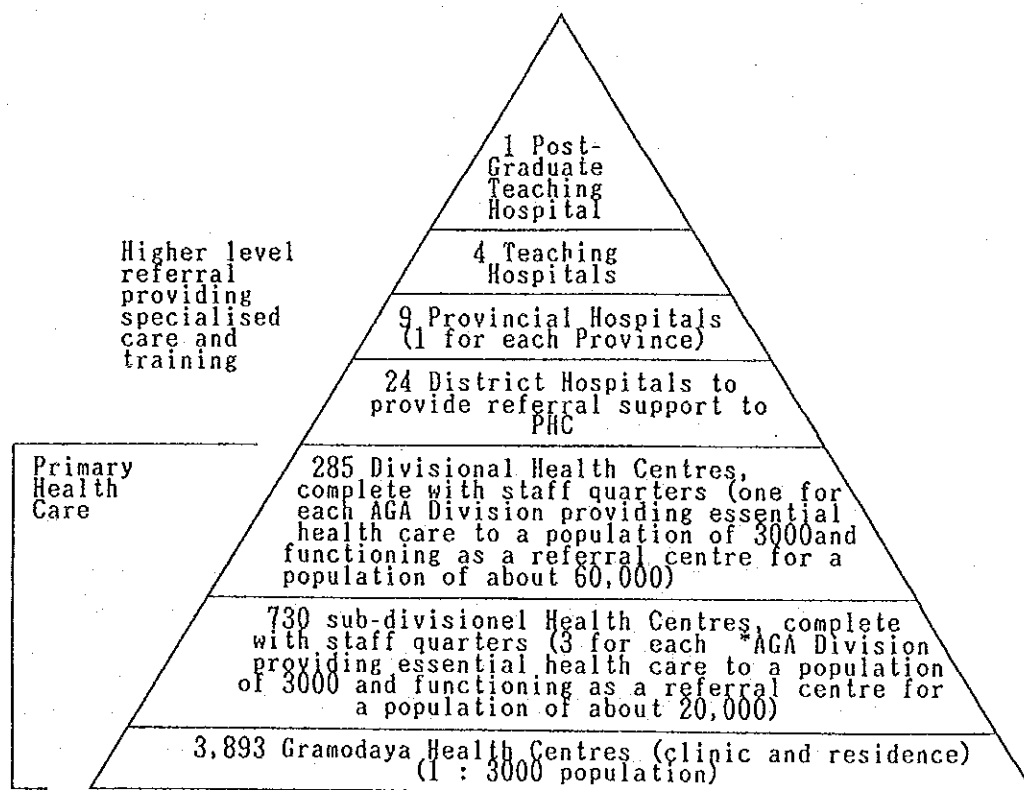 1 Post-
Graduate
Teaching
Hospital
Higher level
referral
providing
specialised
care and
training
4 Teaching
Hospitals
9 Provincial Hospitals
(1 for each Province)
24 District Hospitals to
provide referral support to
PHC
Primary
Health
Care
285 Divisional Health Centres,
complete with staff quarters (one for
each AGA Division providing essential
health care to a population of 3000and
functioning as a referral centre for a
population of about 60,000)
730 sub-divisionel Health Centres, complete
with staff quarters (3 for each *AGA Division
providing essential health care to a population
of 3000 and functioning as a referral centre for
a population of about 20,000)
3,893 Gramodaya Health Centres (clinic and residence)
(1 : 3000 population)